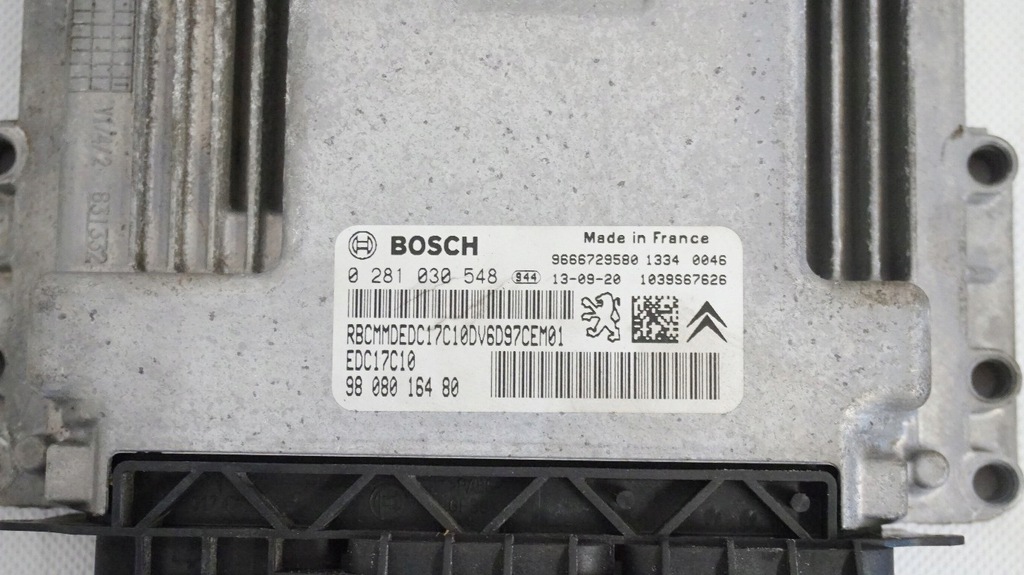 BOSCH
Made in France
9666729580 1334 0046
0 281 030 548 944 13-09-20 1039S67626
RBCMMDEDC17C10DV6D97CEM01
EDC17C10
98 080 164 80